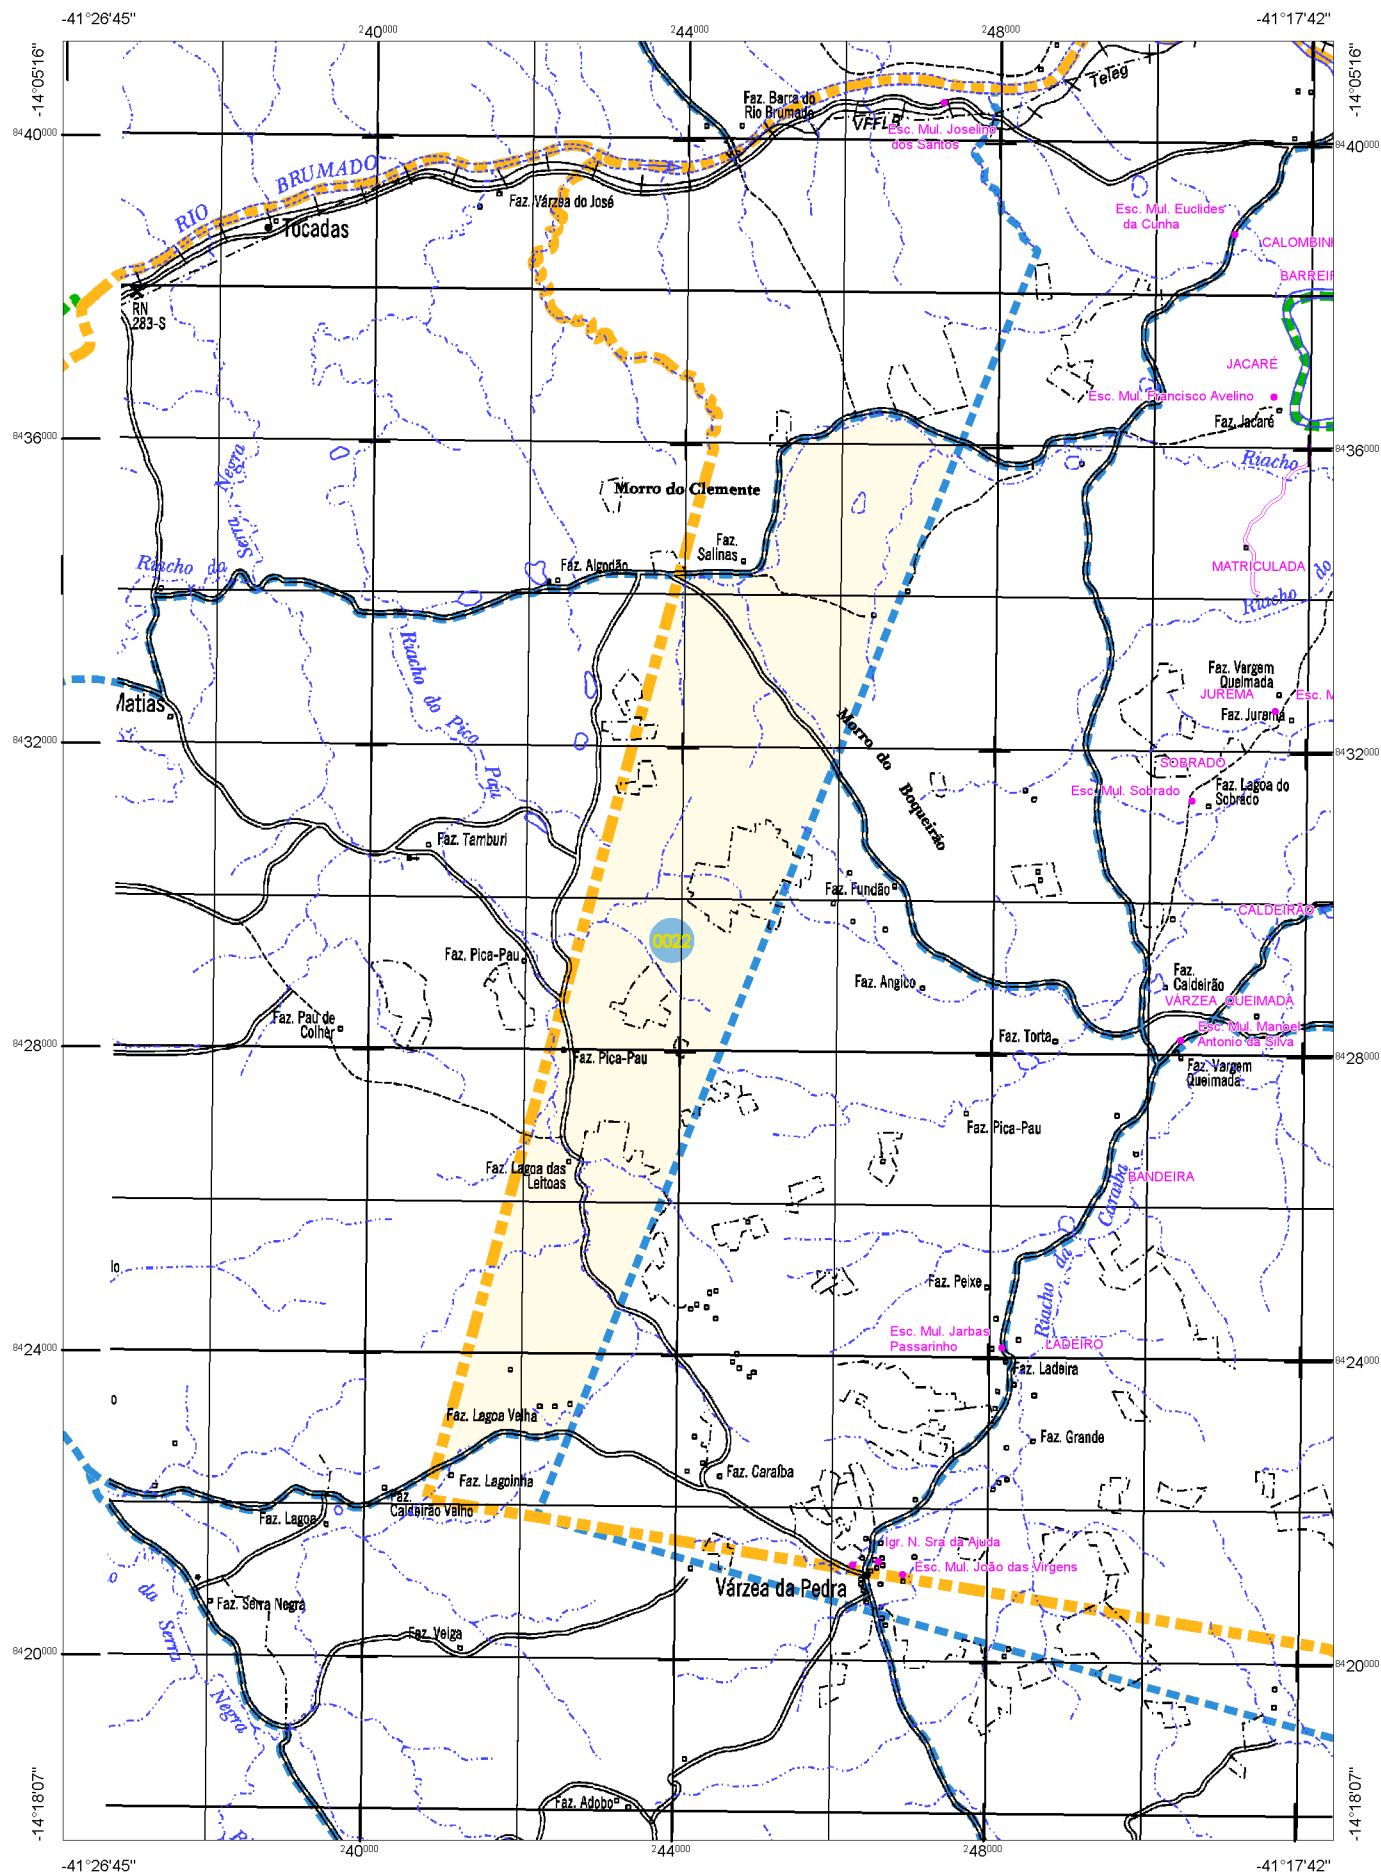 -41°26'45"
-41°17'42"
240000
244000
248000
-14°05'16"
-14°05'16"
Teleg
Faz. Barra do
Rio Brumado
VFFL
Esc. Mul. Joselino
dos Santos
8440000
8440000
RIO BRUMADO
Tocadas
Faz. Várzea do José
Esc. Mul. Euclides
da Cunha
CALOMBINH
BARREIR
RN
283-S
JACARÉ
Esc. Mul. Francisco Avelino
Faz. Jacaré
8436000
8436000
Riacho
Morro do Clemente
Faz.
Salinas
Riacho da Serra Negra
Faz. Algodão
MATRICULADA
Riacho do
Riacho do Pica-Pau
Faz. Vargem
Queimada
JUREMA
Esc. M
Faz. Jurema
Matias
Morro do Boqueirão
8432000
8432000
SOBRADO
Esc. Mul. Sobrado
Faz. Lagoa do
Sobrado
Faz. Tamburi
Faz. Fundão
CALDEIRÃO
0022
Faz. Pica-Pau
Faz. Angico
Faz.
Caldeirão
VÁRZEA QUEIMADA
Faz. Pau de
Colher
Faz. Torta
Esc. Mul. Manoel
Antonio da Silva
8428000
8428000
Faz. Pica-Pau
Faz. Vargem
Queimada
Faz. Pica-Pau
Faz. Lagoa das
Leitoas
BANDEIRA
Riacho da Caraíba
lo.
Faz. Peixe
Esc. Mul. Jarbas
Passarinho
LADEIRO
8424000
8424000
Faz. Ladeira
o
Faz. Lagoa Velha
Faz. Grande
Faz. Lagoinha
Faz. Caraíba
Faz.
Caldeirão Velho
Faz. Lagoa
Igr. N. Sra da Ajuda
Esc. Mul. João das Virgens
Várzea da Pedra
o da Serra Negra
Faz. Serra Negra
Faz. Veiga
8420000
8420000
Faz. Adobo
R
-14°18'07"
-14°18'07"
240000
244000
248000
-41°26'45"
-41°17'42"